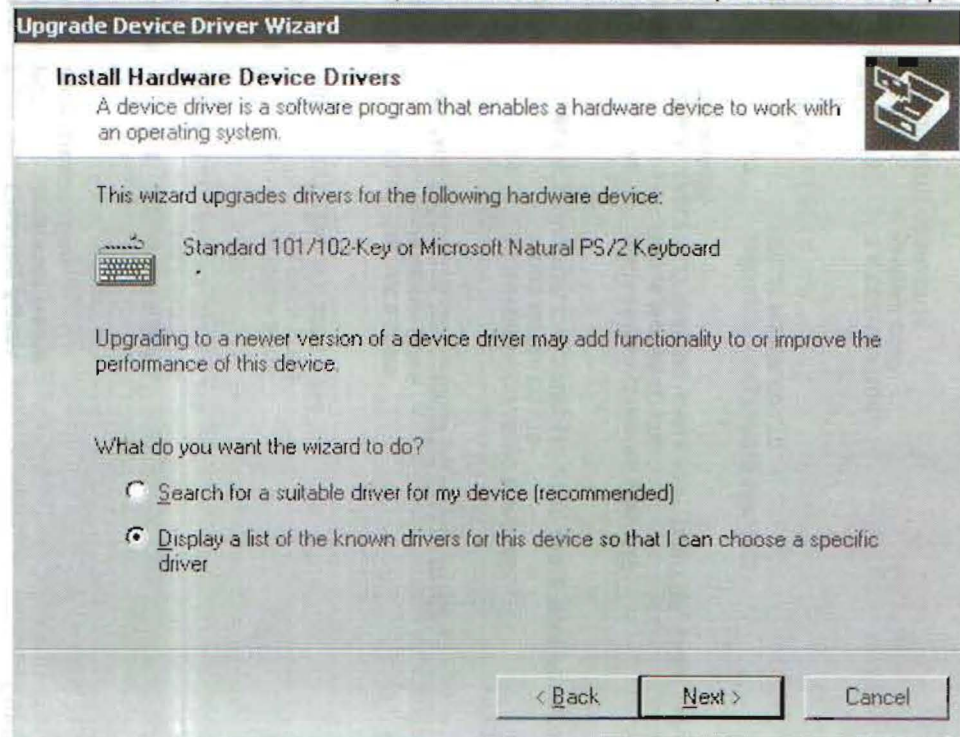 Upgrade Device Driver Wizard
Install Hardware Device Drivers
A device driver is a software program that enables a hardware device to work with
an operating system.
This wizard upgrades drivers for the following hardware device:
Standard 101/102-Key or Microsoft Natural PS/2 Keyboard
Upgrading to a newer version of a device driver may add functionality to or improve the
performance of this device.
What do you want the wizard to do?
Search for a suitable driver for my device (recommended)
Display a list of the known drivers for this device so that I can choose a specific
driver
< Back
Next >
Cancel